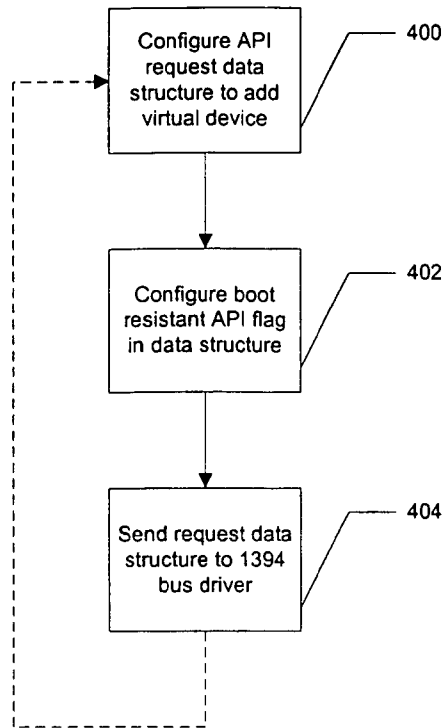 Configure API
request data
structure to add
virtual device
400
Configure boot
resistant API flag
in data structure
402
Send request data
structure to 1394
bus driver
404